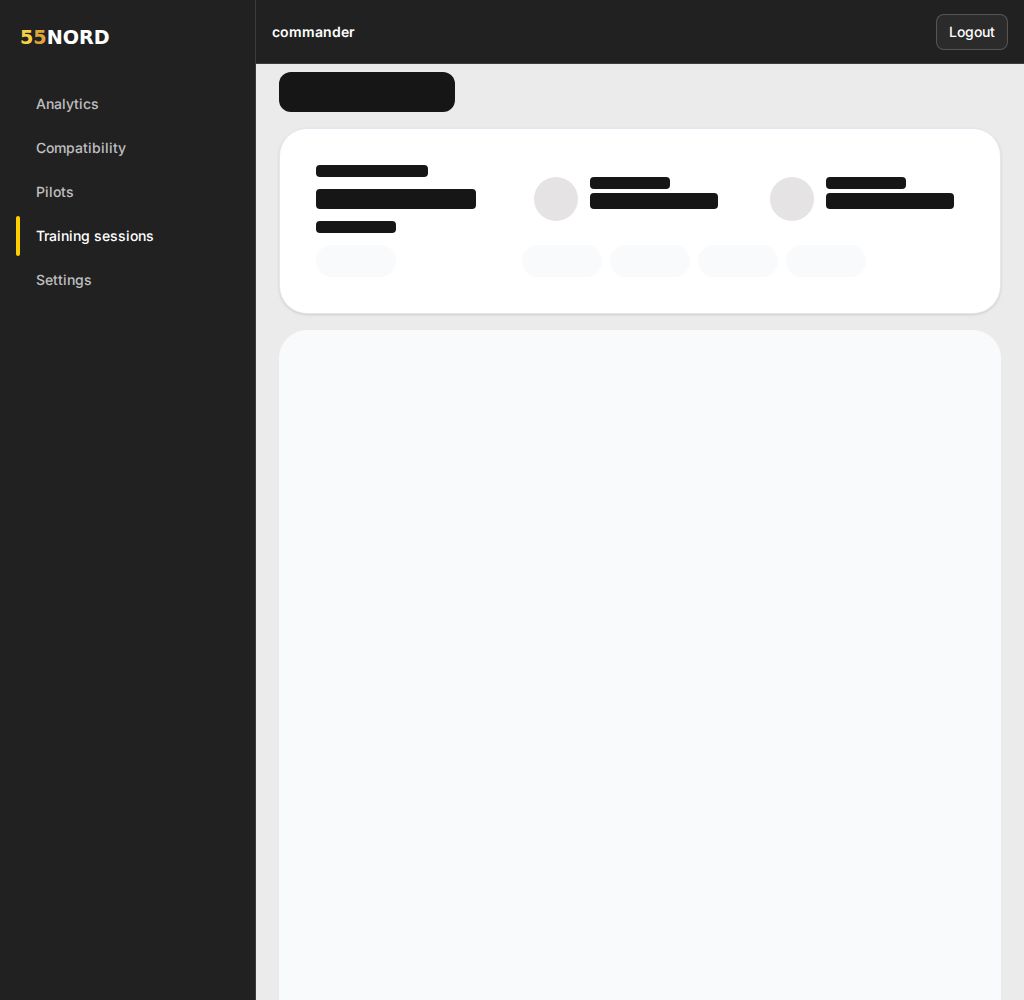 55NORD
commander
Logout
Analytics
Compatibility
Pilots
Training sessions
Settings